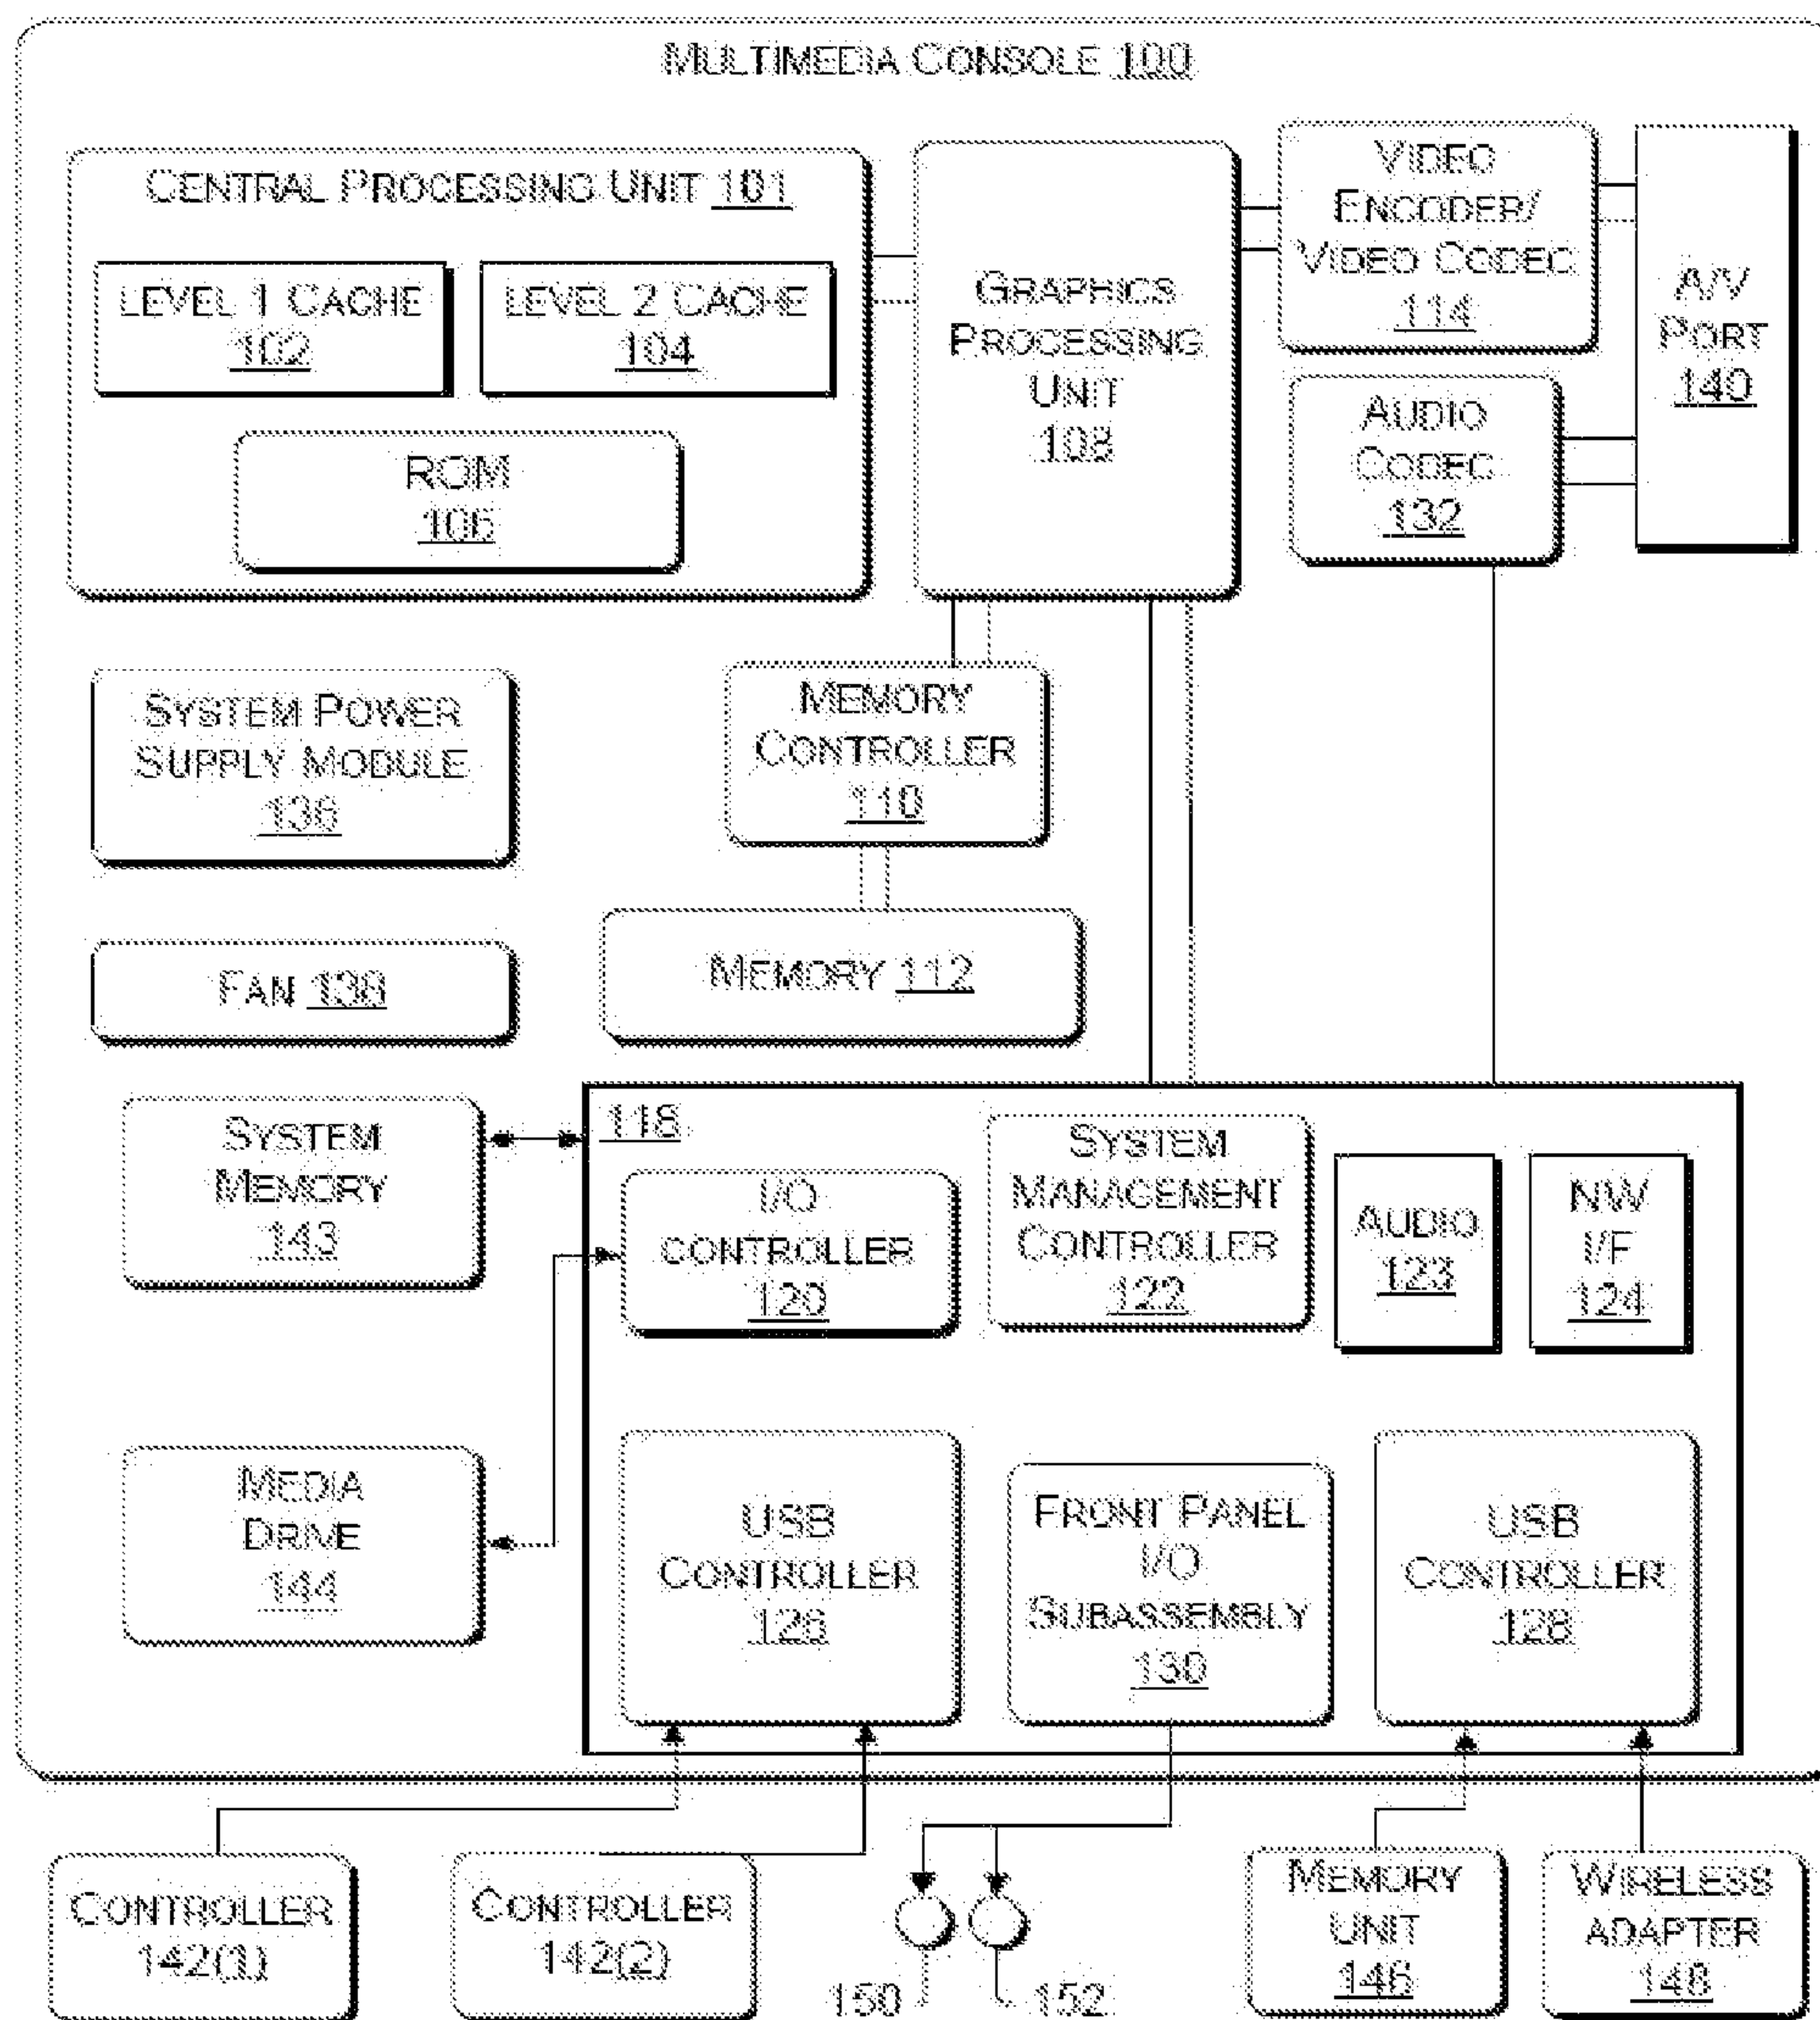 MULTIMEDIA CONSOLE 100
CENTRAL PROCESSING UNIT 101
LEVEL 1 CACHE
102
LEVEL 2 CACHE
104
ROM
106
GRAPHICS
PROCESSING
UNIT
108
VIDEO
ENCODER/
VIDEO CODEC
114
AUDIO
CODEC
132
A/V
PORT
140
SYSTEM POWER
SUPPLY MODULE
136
MEMORY
CONTROLLER
110
FAN 138
MEMORY 112
SYSTEM
MEMORY
143
118
I/O
CONTROLLER
120
SYSTEM
MANAGEMENT
CONTROLLER
122
AUDIO
123
NW
I/F
124
MEDIA
DRIVE
144
USB
CONTROLLER
126
FRONT PANEL
I/O
SUBASSEMBLY
130
USB
CONTROLLER
128
CONTROLLER
142(1)
CONTROLLER
142(2)
150
152
MEMORY
UNIT
146
WIRELESS
ADAPTER
148